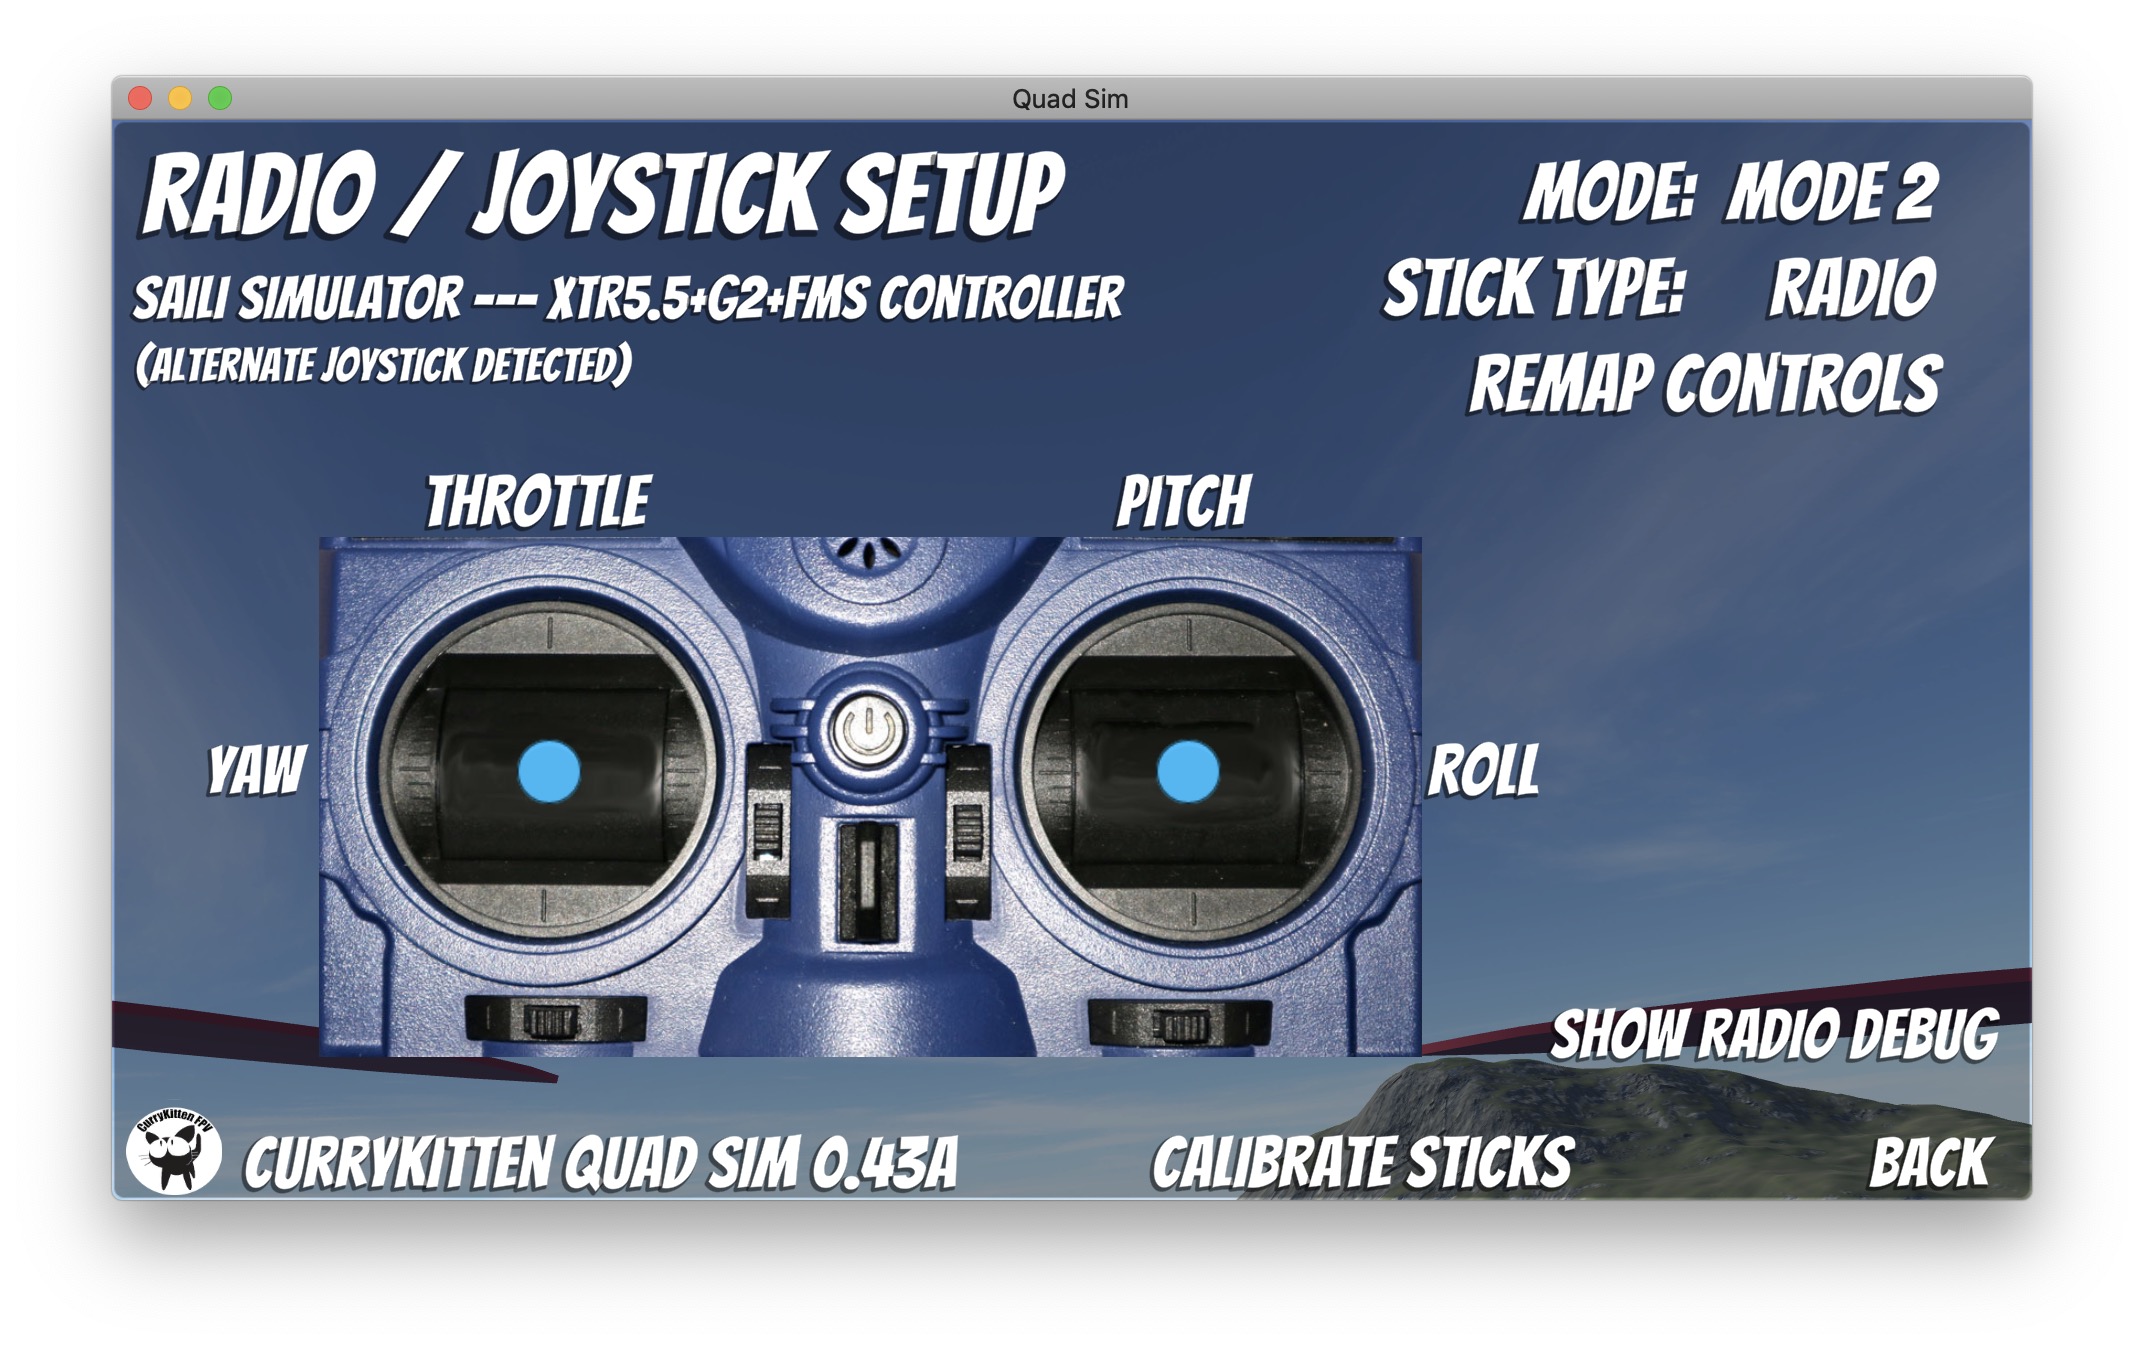 Quad Sim
RADIO / JOYSTICK SETUP
SAILI SIMULATOR --- XTR5.5+G2+FMS CONTROLLER
(ALTERNATE JOYSTICK DETECTED)
MODE: MODE 2
STICK TYPE: RADIO
REMAP CONTROLS
THROTTLE
PITCH
YAW
ROLL
SHOW RADIO DEBUG
CurryKitten FPV
CURRYKITTEN QUAD SIM 0.43A
CALIBRATE STICKS
BACK